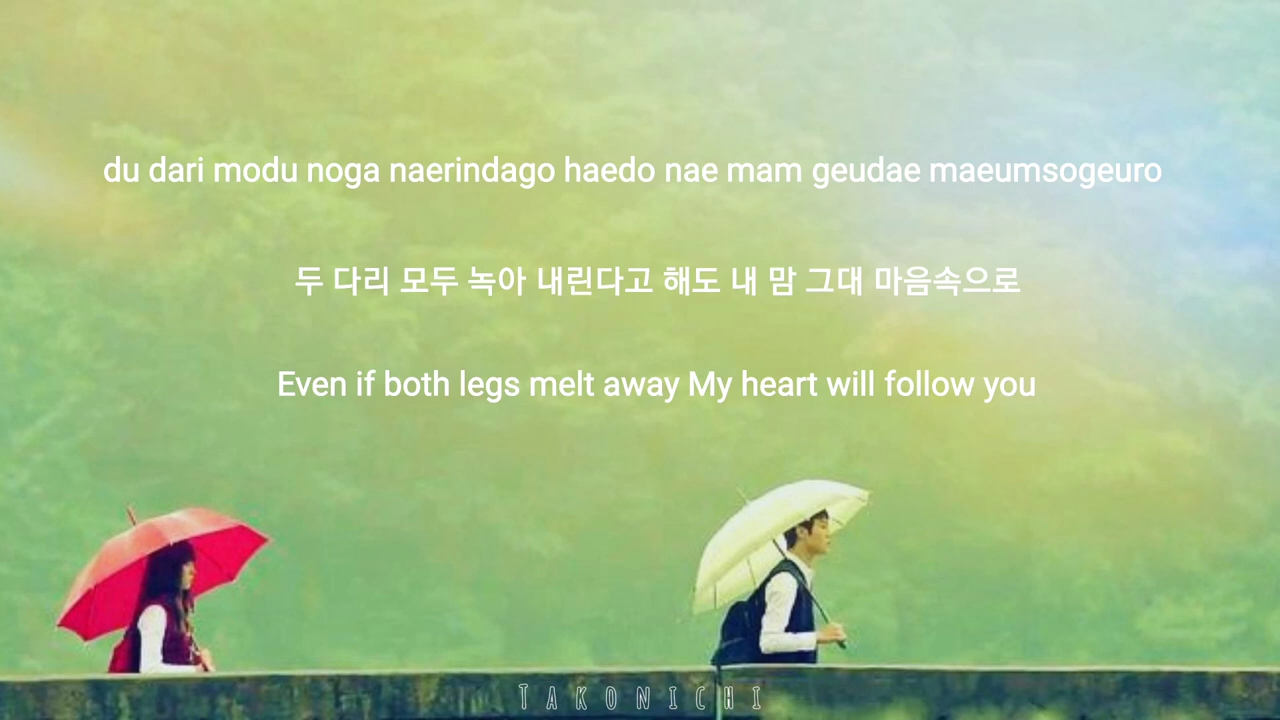 du dari modu noga naerindago haedo nae mam geudae maeumsogeuro
두 다리 모두 녹아 내린다고 해도 내 맘 그대 마음속으로
Even if both legs melt away My heart will follow you
TAKONICHI